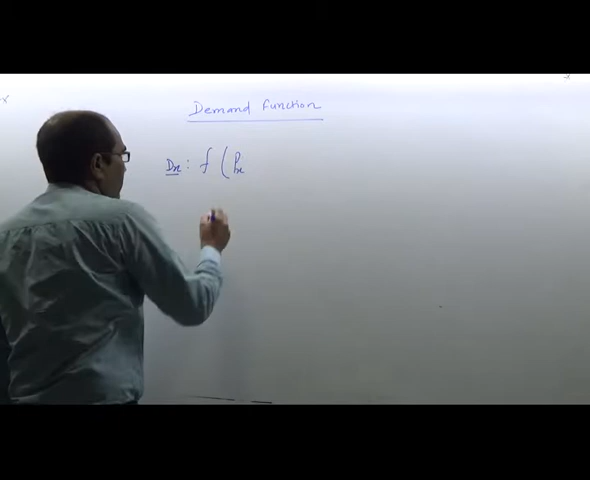 Demand function
Dx : f ( Px